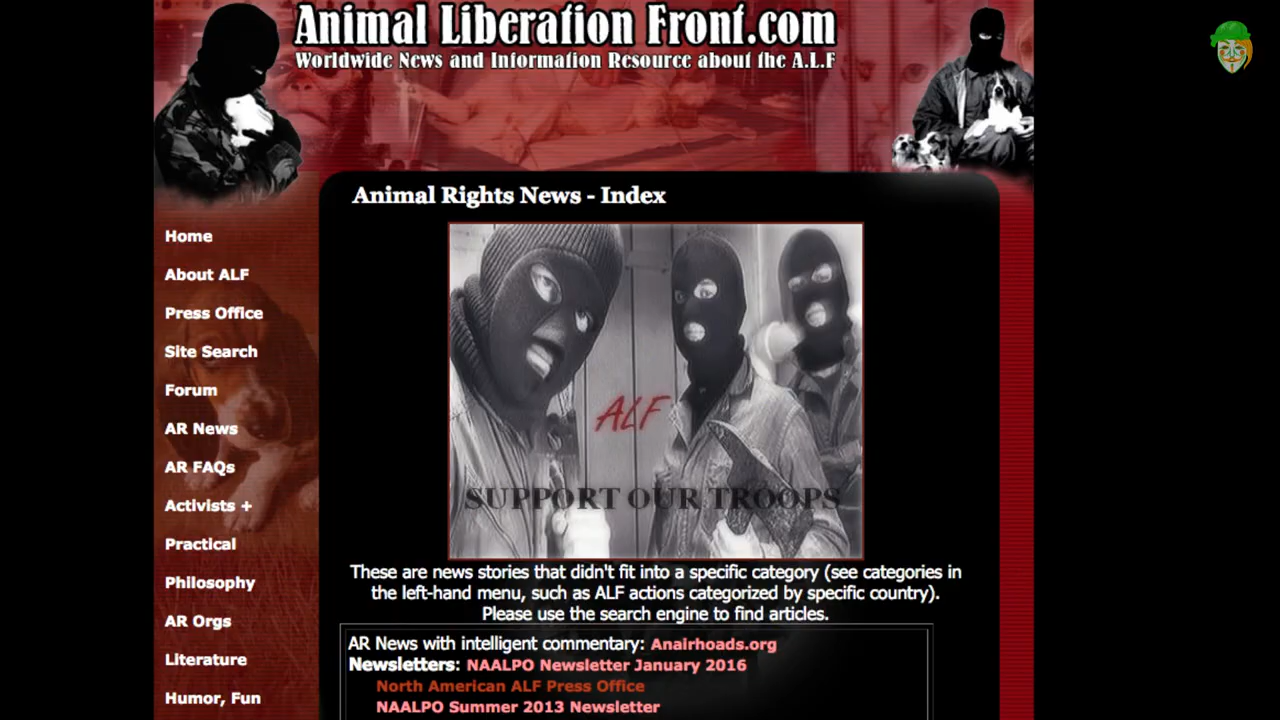 Animal Liberation Front.com
Worldwide News and Information Resource about the A.L.F
Animal Rights News - Index
Home
About ALF
Press Office
Site Search
Forum
AR News
AR FAQs
Activists +
Practical
Philosophy
AR Orgs
Literature
Humor, Fun
ALF
SUPPORT OUR TROOPS
These are news stories that didn't fit into a specific category (see categories in
the left-hand menu, such as ALF actions categorized by specific country).
Please use the search engine to find articles.
AR News with intelligent commentary: Anairhoads.org
Newsletters: NAALPO Newsletter January 2016
North American ALF Press Office
NAALPO Summer 2013 Newsletter